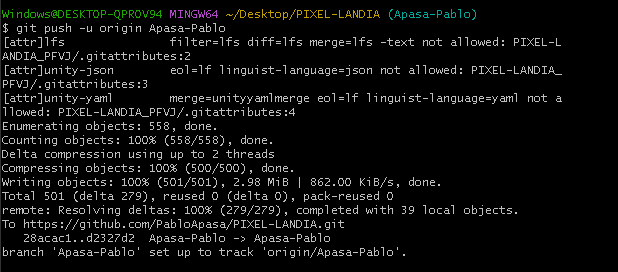 Windows@DESKTOP-QPROV94 MINGW64 ~/Desktop/PIXEL-LANDIA (Apasa-Pablo)
$ git push -u origin Apasa-Pablo
[attr]lfs filter=lfs diff=lfs merge=lfs -text not allowed: PIXEL-L
ANDIA_PFVJ/.gitattributes:2
[attr]unity-json eol=lf linguist-language=json not allowed: PIXEL-LANDIA_
PFVJ/.gitattributes:3
[attr]unity-yaml merge=unityyamlmerge eol=lf linguist-language=yaml not a
llowed: PIXEL-LANDIA_PFVJ/.gitattributes:4
Enumerating objects: 558, done.
Counting objects: 100% (558/558), done.
Delta compression using up to 2 threads
Compressing objects: 100% (500/500), done.
Writing objects: 100% (501/501), 2.98 MiB | 862.00 KiB/s, done.
Total 501 (delta 279), reused 0 (delta 0), pack-reused 0
remote: Resolving deltas: 100% (279/279), completed with 39 local objects.
To https://github.com/PabloApasa/PIXEL-LANDIA.git
28acac1..d2327d2 Apasa-Pablo -> Apasa-Pablo
branch 'Apasa-Pablo' set up to track 'origin/Apasa-Pablo'.